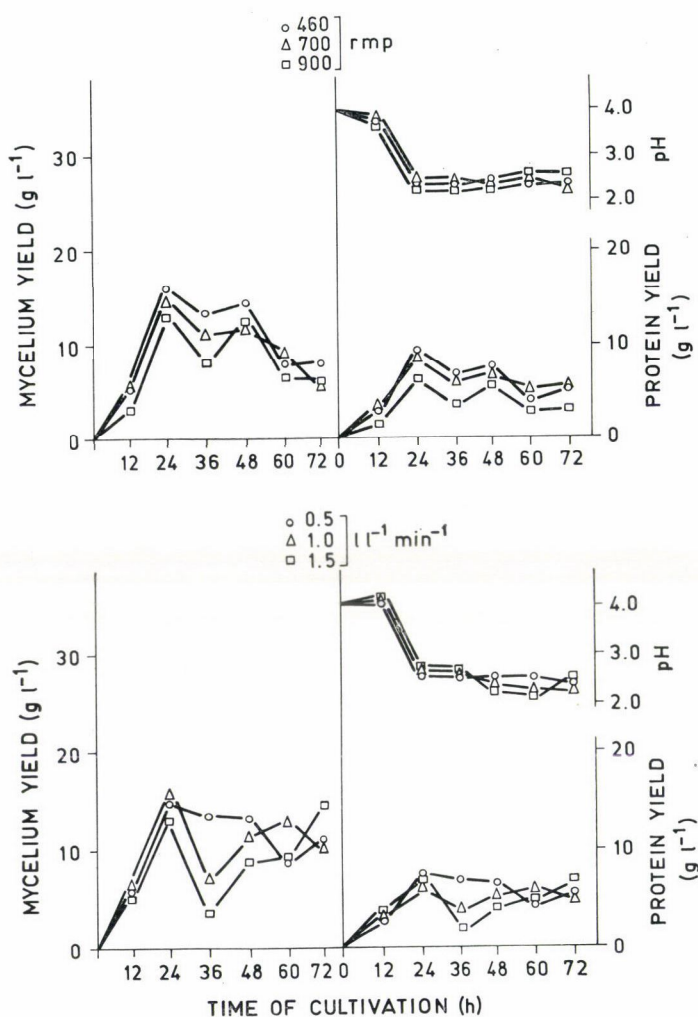 ○ 460
△ 700 rmp
□ 900
MYCELIUM YIELD (g l⁻¹)
30
20
10
0
12 24 36 48 60 72
4.0
3.0
2.0
pH
20
10
0
PROTEIN YIELD (g l⁻¹)
0 12 24 36 48 60 72
○ 0.5
△ 1.0 l l⁻¹ min⁻¹
□ 1.5
MYCELIUM YIELD (g l⁻¹)
30
20
10
0
12 24 36 48 60 72
4.0
3.0
2.0
pH
20
10
0
PROTEIN YIELD (g l⁻¹)
0 12 24 36 48 60 72
TIME OF CULTIVATION (h)